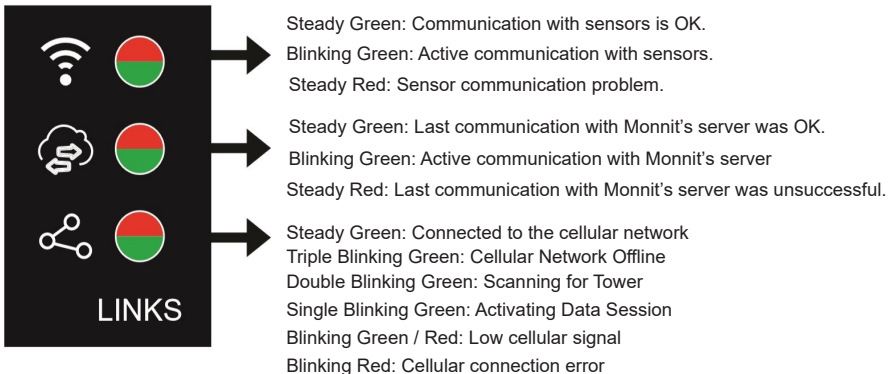 Steady Green: Communication with sensors is OK.
Blinking Green: Active communication with sensors.
Steady Red: Sensor communication problem.
Steady Green: Last communication with Monnit’s server was OK.
Blinking Green: Active communication with Monnit’s server
Steady Red: Last communication with Monnit’s server was unsuccessful.
Steady Green: Connected to the cellular network
Triple Blinking Green: Cellular Network Offline
Double Blinking Green: Scanning for Tower
Single Blinking Green: Activating Data Session
Blinking Green / Red: Low cellular signal
Blinking Red: Cellular connection error
LINKS